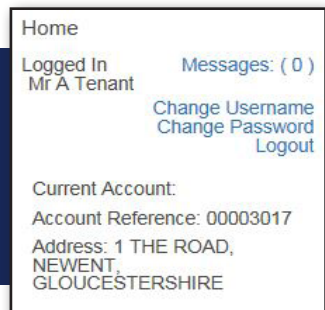 Home
Logged In Messages: ( 0 )
Mr A Tenant
Change Username
Change Password
Logout
Current Account:
Account Reference: 00003017
Address: 1 THE ROAD,
NEWENT,
GLOUCESTERSHIRE